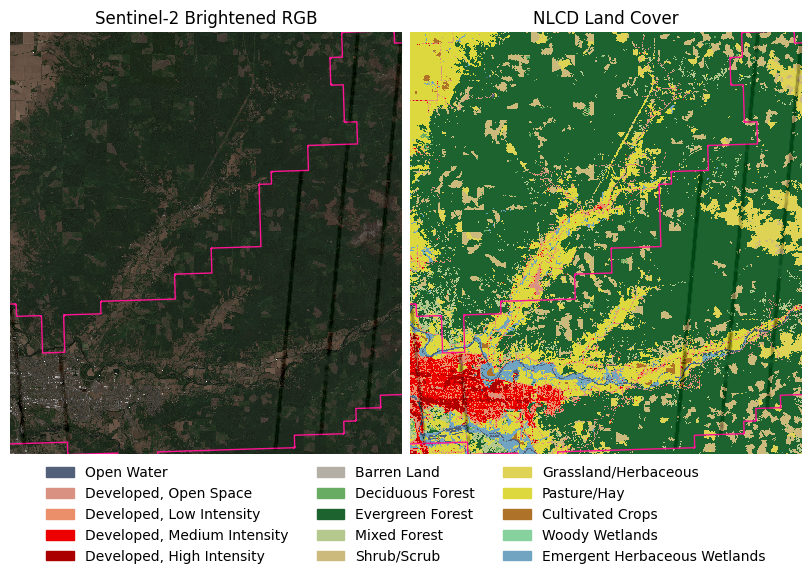 Sentinel-2 Brightened RGB
NLCD Land Cover
Open Water
Developed, Open Space
Developed, Low Intensity
Developed, Medium Intensity
Developed, High Intensity
Barren Land
Deciduous Forest
Evergreen Forest
Mixed Forest
Shrub/Scrub
Grassland/Herbaceous
Pasture/Hay
Cultivated Crops
Woody Wetlands
Emergent Herbaceous Wetlands